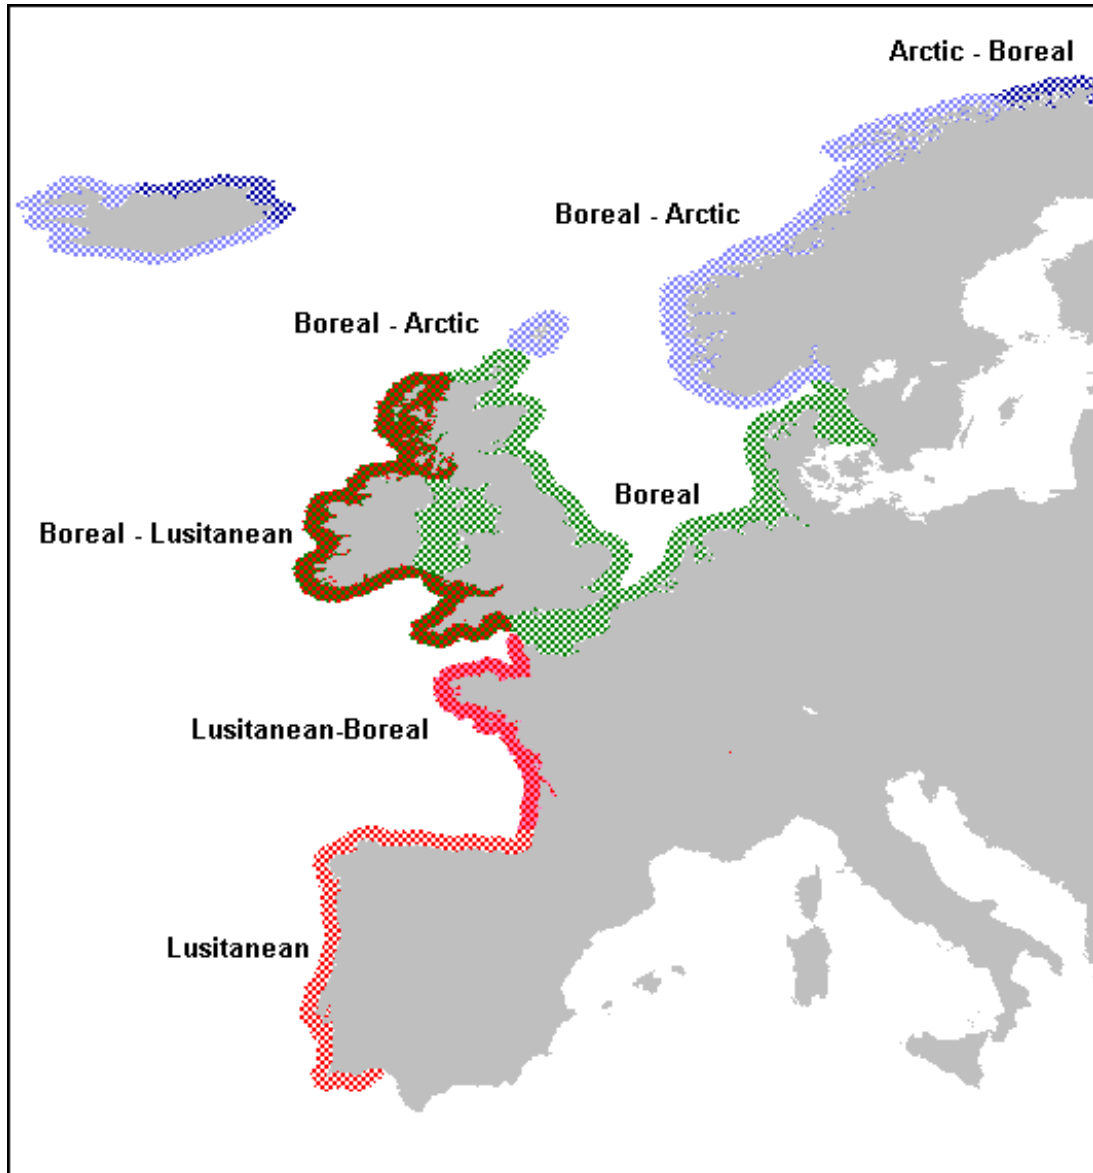 Arctic - Boreal
Boreal - Arctic
Boreal - Arctic
Boreal
Boreal - Lusitanean
Lusitanean-Boreal
Lusitanean